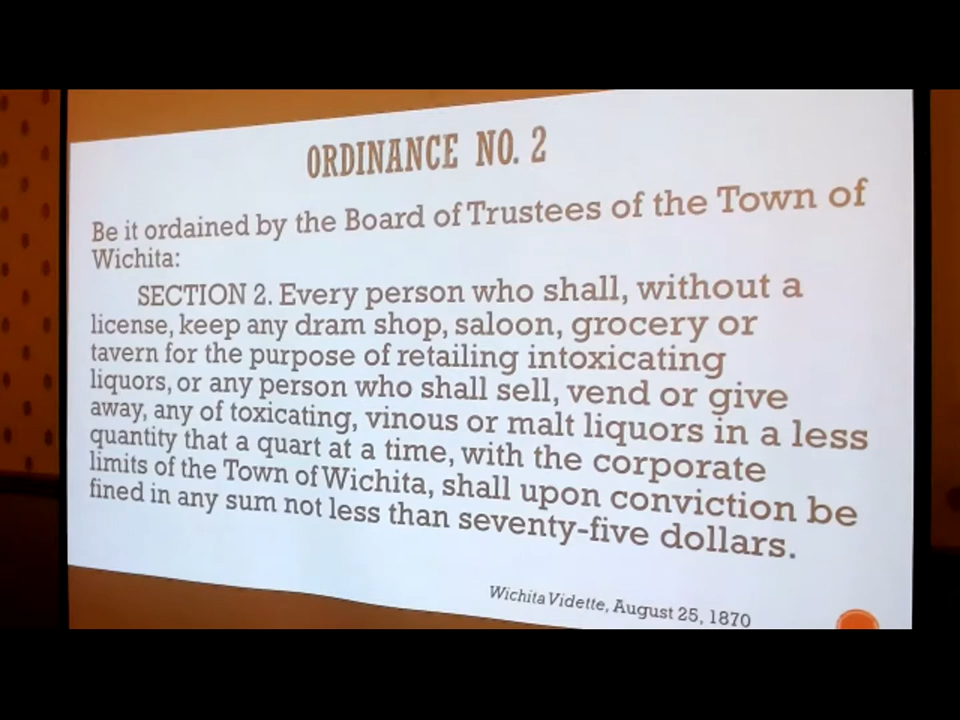 ORDINANCE NO. 2
Be it ordained by the Board of Trustees of the Town of
Wichita:
SECTION 2. Every person who shall, without a
license, keep any dram shop, saloon, grocery or
tavern for the purpose of retailing intoxicating
liquors, or any person who shall sell, vend or give
away, any of toxicating, vinous or malt liquors in a less
quantity that a quart at a time, with the corporate
limits of the Town of Wichita, shall upon conviction be
fined in any sum not less than seventy-five dollars.
Wichita Vidette, August 25, 1870